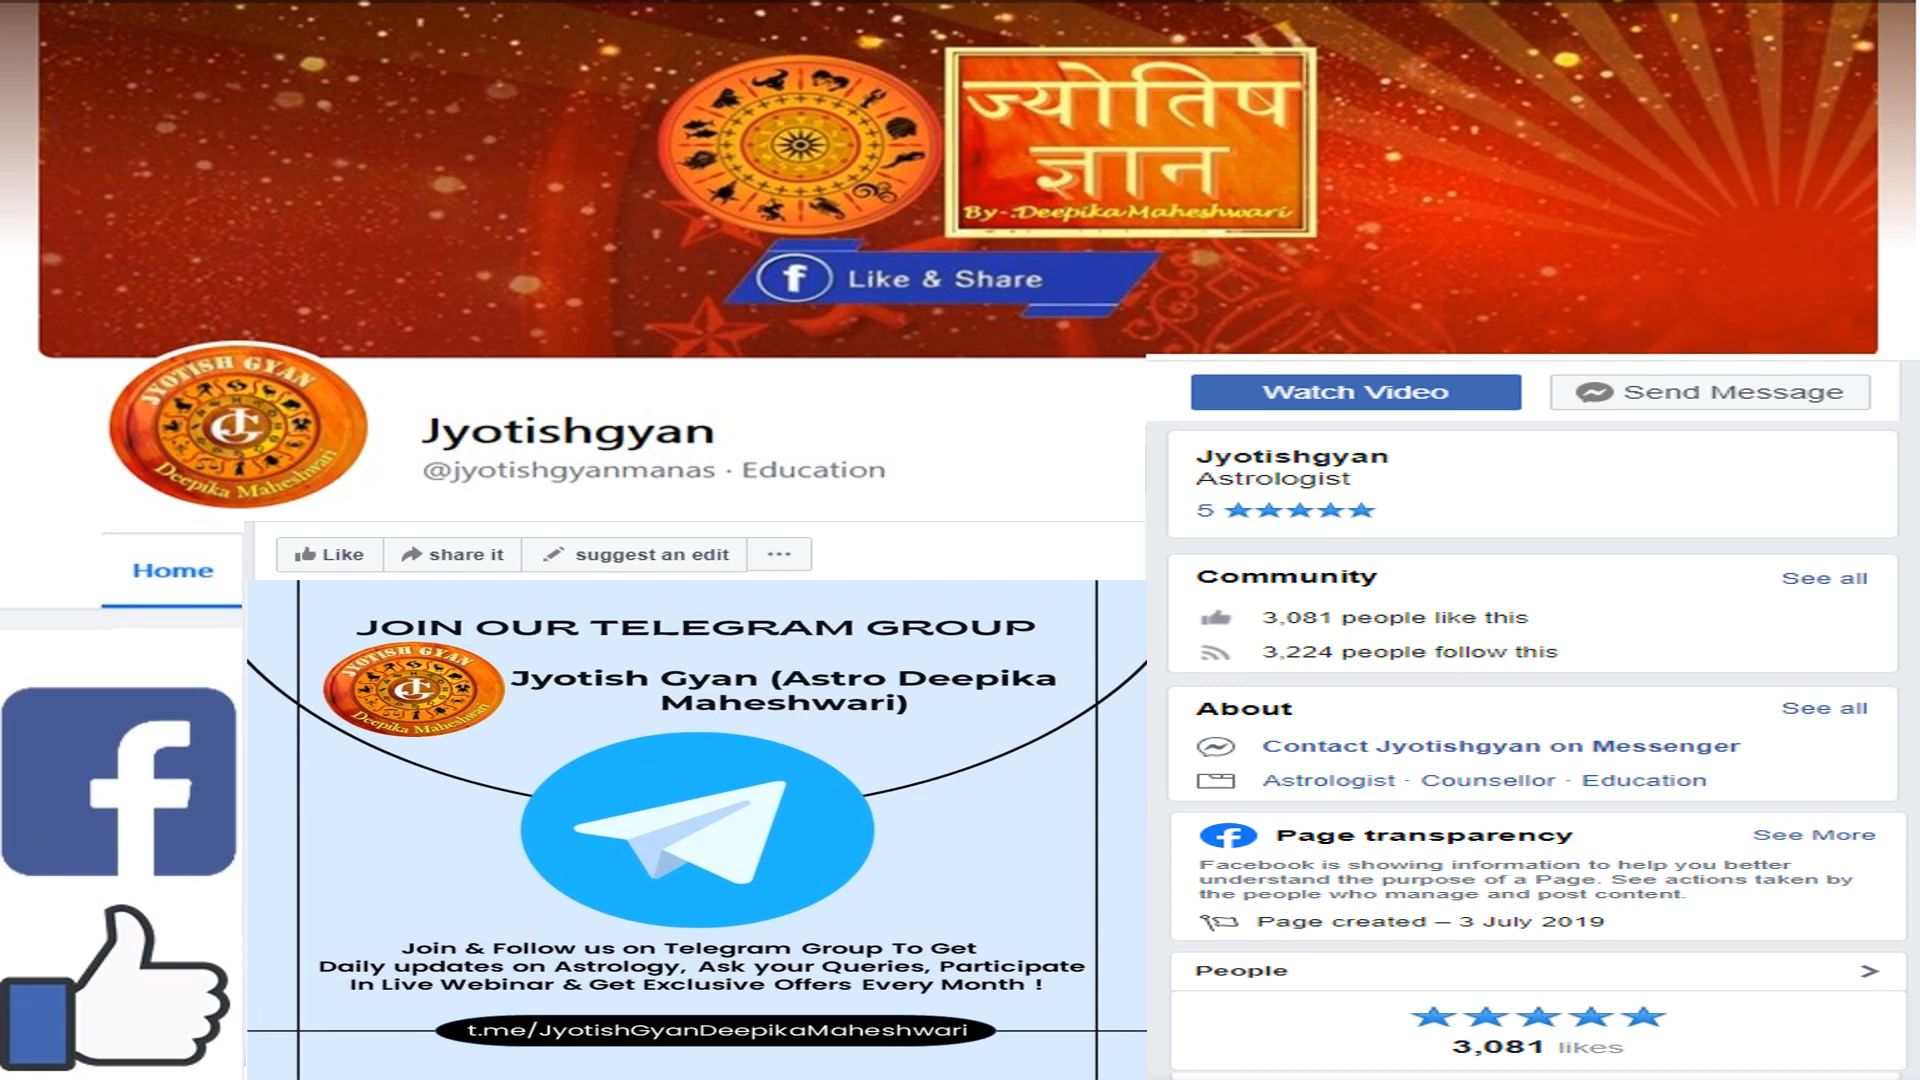 ज्योतिष
ज्ञान
By-:Deepika Maheshwari
f Like & Share
JYOTISH GYAN
JG
Deepika Maheshwari
Jyotishgyan
@jyotishgyanmanas · Education
Watch Video
Send Message
Home
Like
share it
suggest an edit
...
JOIN OUR TELEGRAM GROUP
JYOTISH GYAN
JG
Deepika Maheshwari
Jyotish Gyan (Astro Deepika
Maheshwari)
Join & Follow us on Telegram Group To Get
Daily updates on Astrology, Ask your Queries, Participate
In Live Webinar & Get Exclusive Offers Every Month !
t.me/JyotishGyanDeepikaMaheshwari
Jyotishgyan
Astrologist
5
Community
See all
3,081 people like this
3,224 people follow this
About
See all
Contact Jyotishgyan on Messenger
Astrologist · Counsellor · Education
Page transparency
See More
Facebook is showing information to help you better
understand the purpose of a Page. See actions taken by
the people who manage and post content.
Page created – 3 July 2019
People
3,081 likes